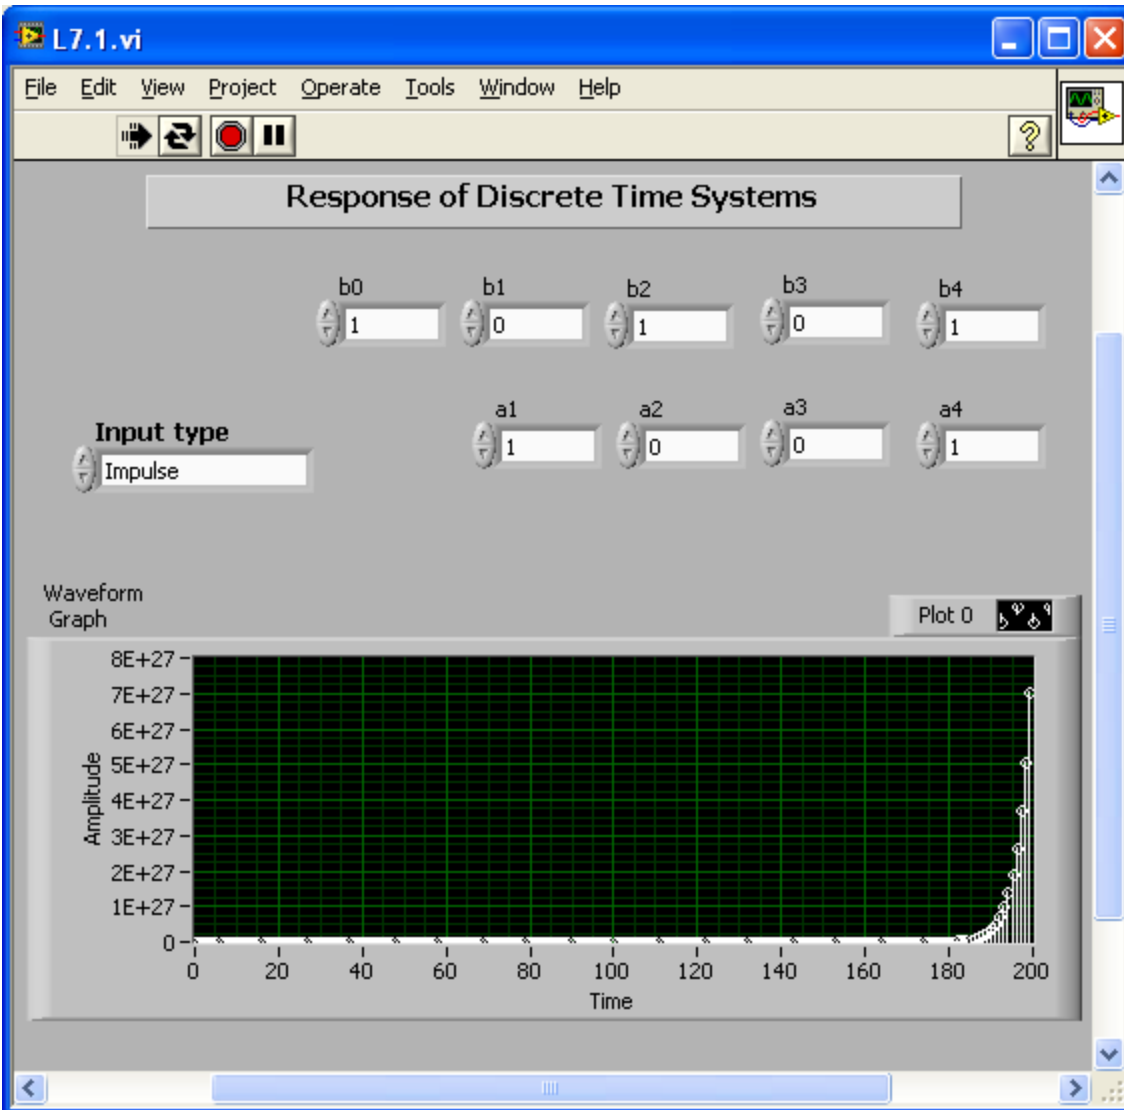 L7.1.vi
File Edit View Project Operate Tools Window Help
?
Response of Discrete Time Systems
b0 b1 b2 b3 b4
1 0 1 0 1
a1 a2 a3 a4
1 0 0 1
Input type
Impulse
Waveform
Graph
Plot 0
8E+27
7E+27
6E+27
5E+27
4E+27
3E+27
2E+27
1E+27
0
Amplitude
0 20 40 60 80 100 120 140 160 180 200
Time